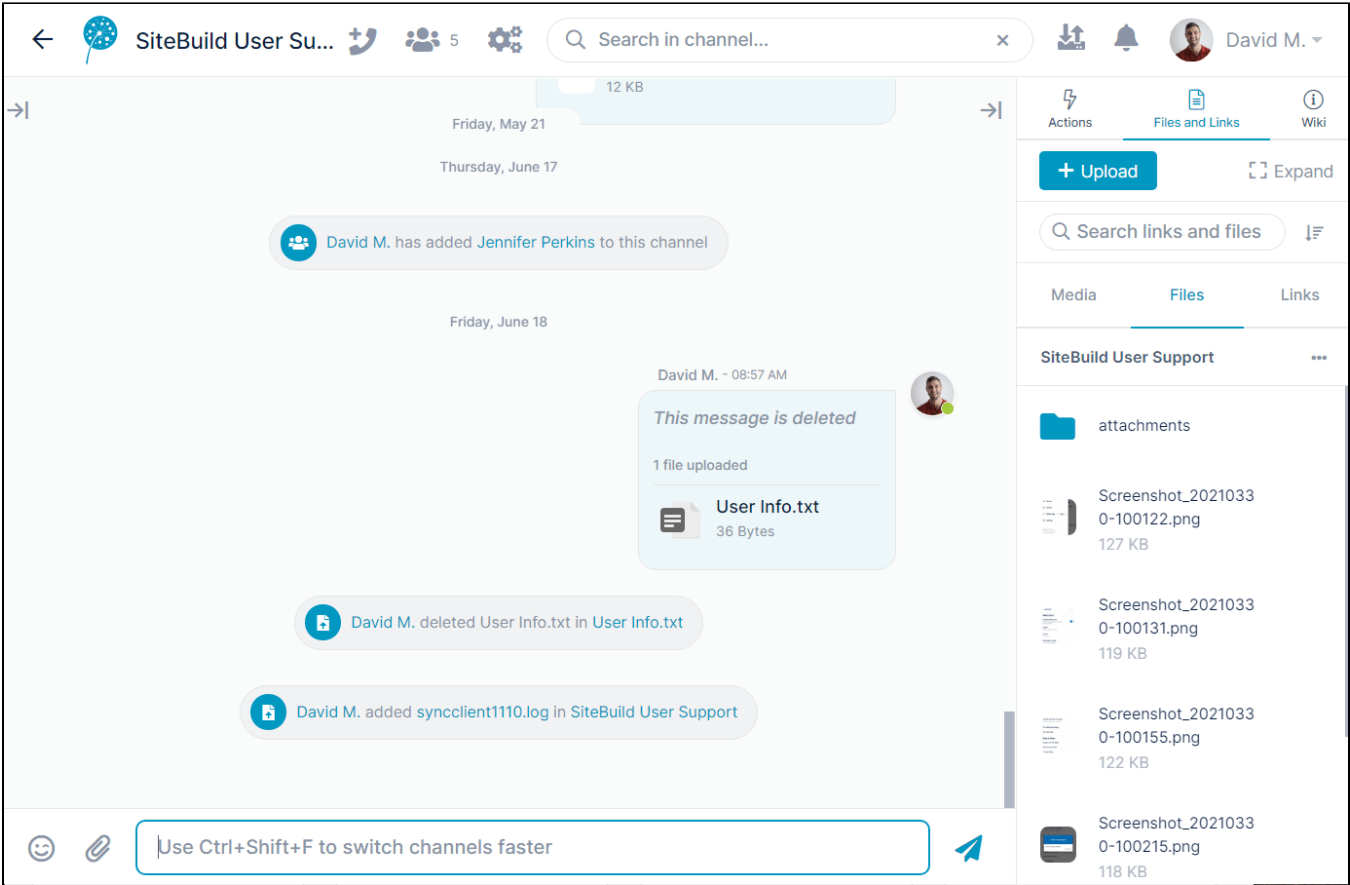 SiteBuild User Su...
5
Search in channel...
David M.
12 KB
Friday, May 21
Thursday, June 17
David M. has added Jennifer Perkins to this channel
Friday, June 18
David M. - 08:57 AM
This message is deleted
1 file uploaded
User Info.txt
36 Bytes
David M. deleted User Info.txt in User Info.txt
David M. added syncclient1110.log in SiteBuild User Support
Use Ctrl+Shift+F to switch channels faster
Actions
Files and Links
Wiki
+ Upload
Expand
Search links and files
Media
Files
Links
SiteBuild User Support
attachments
Screenshot_2021033
0-100122.png
127 KB
Screenshot_2021033
0-100131.png
119 KB
Screenshot_2021033
0-100155.png
122 KB
Screenshot_2021033
0-100215.png
118 KB